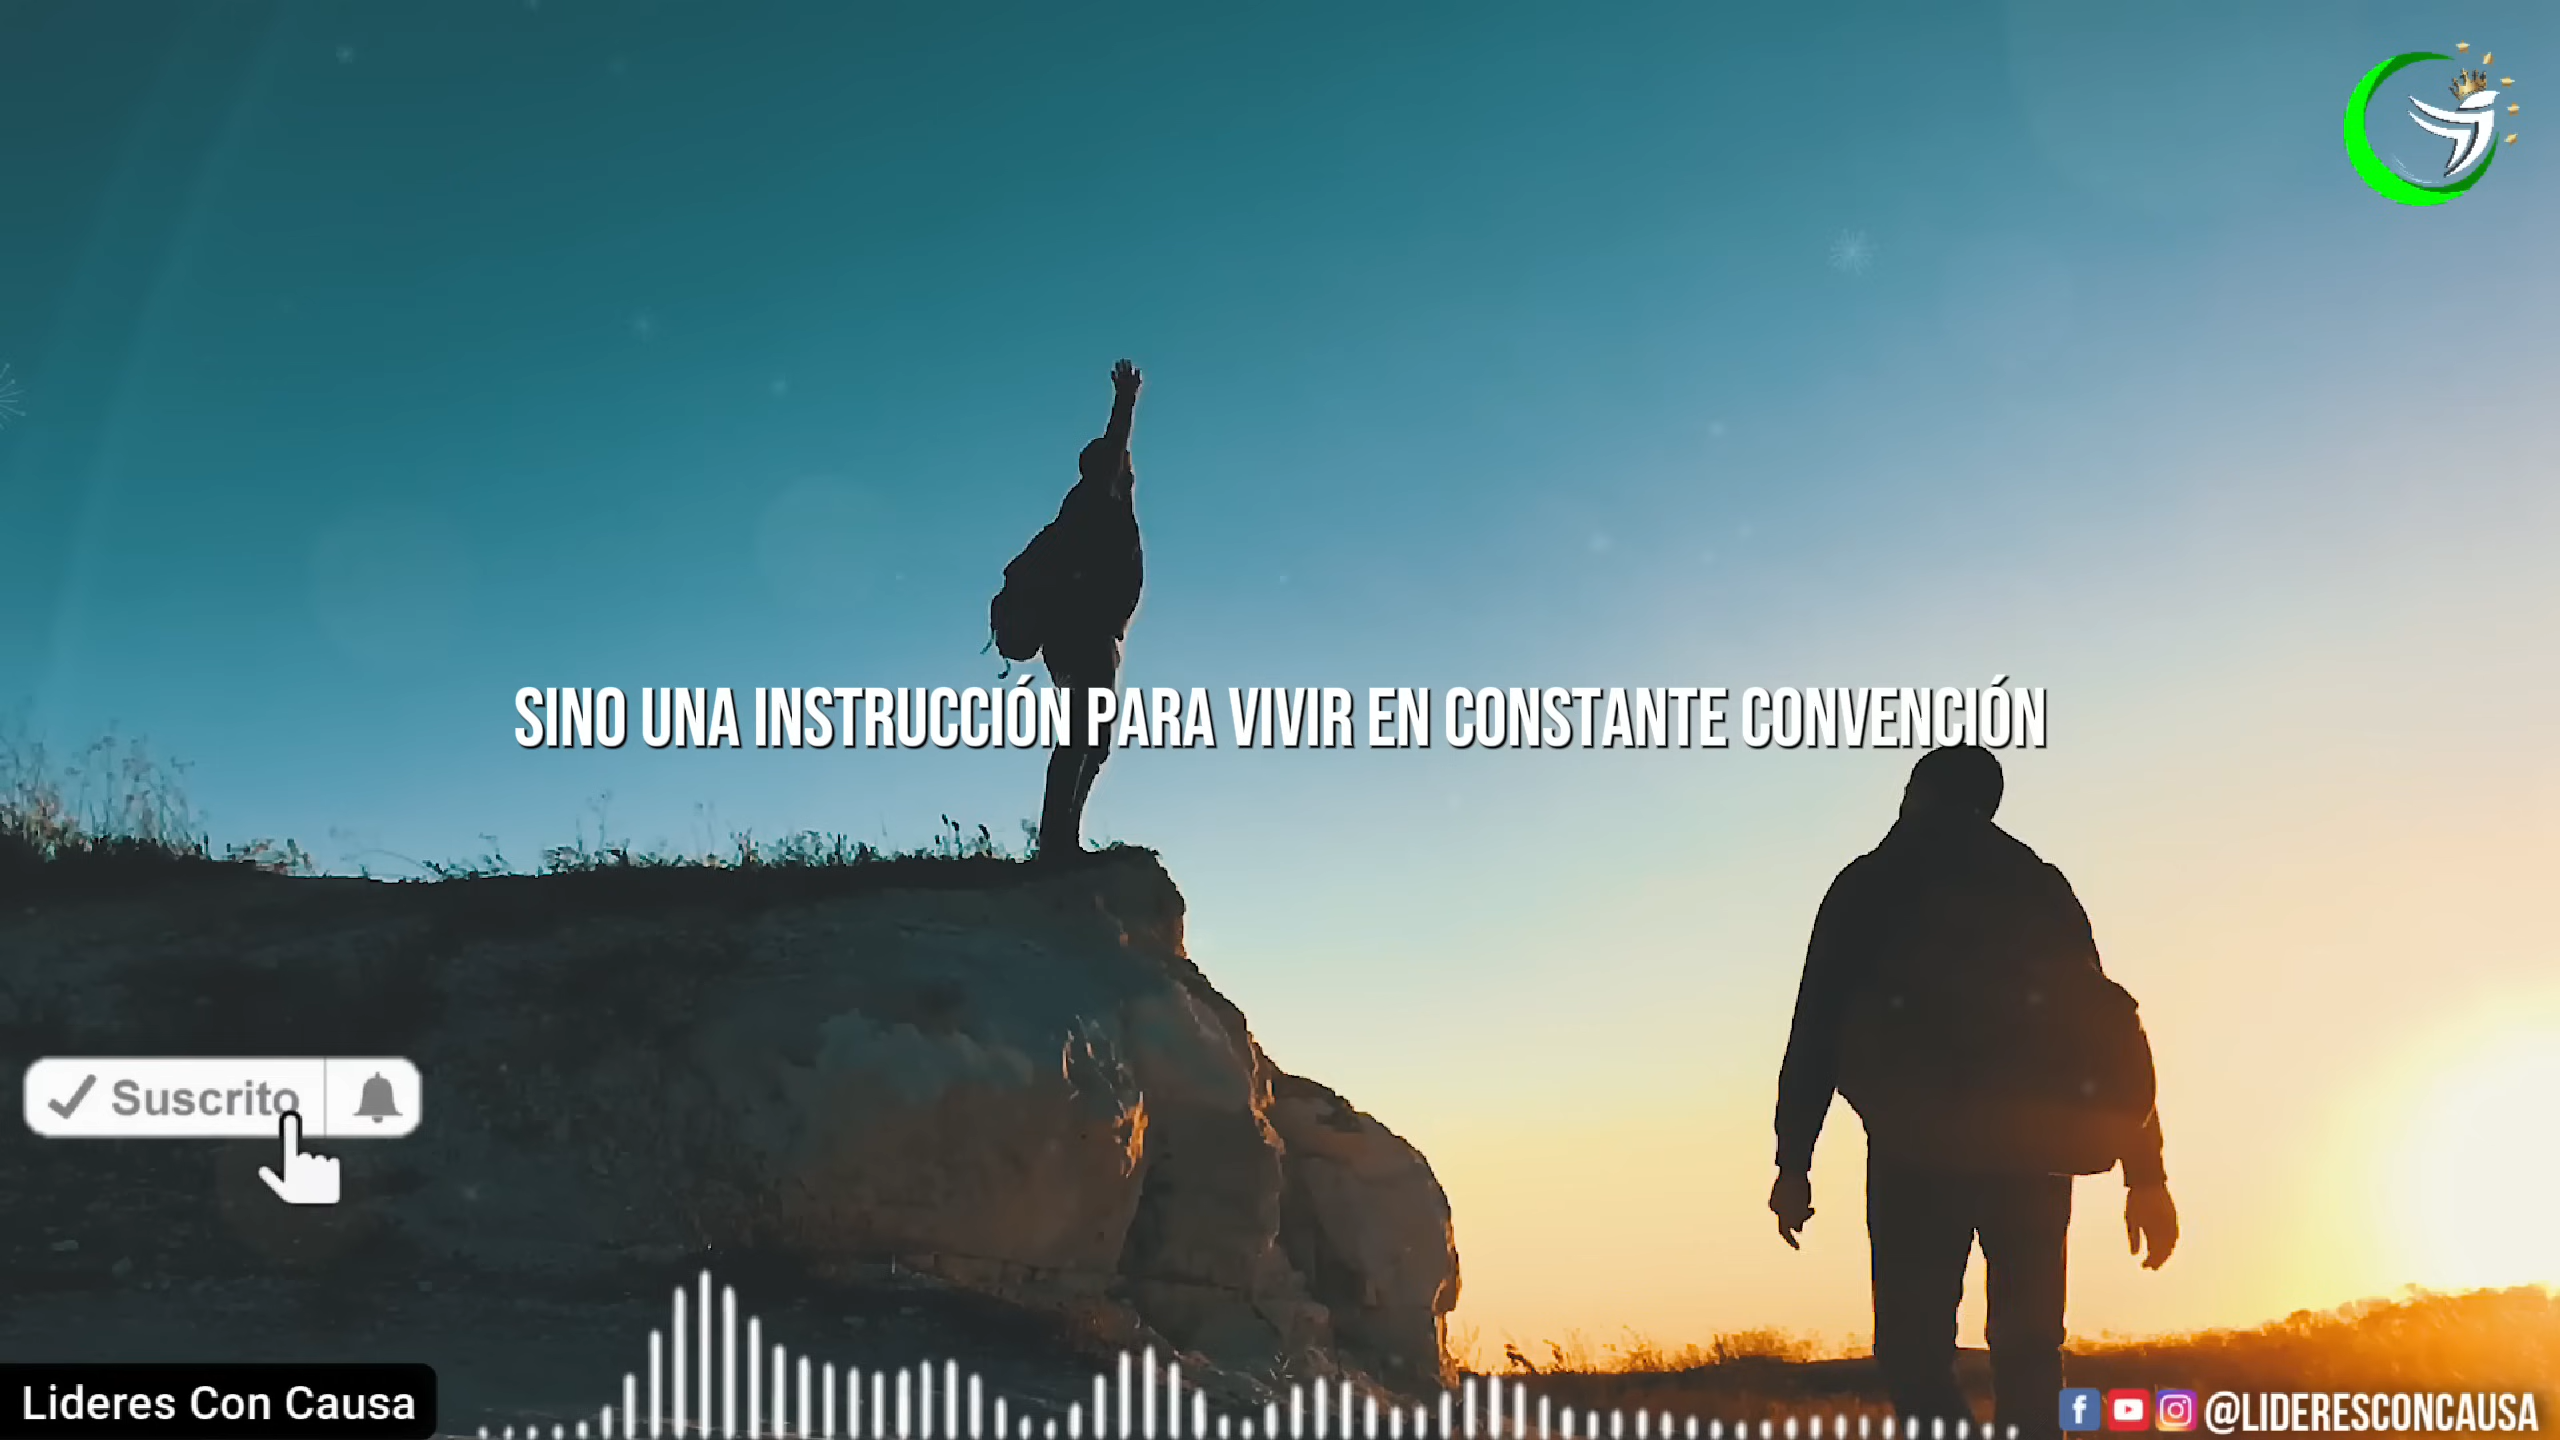 SINO UNA INSTRUCCIÓN PARA VIVIR EN CONSTANTE CONVENCIÓN
Suscrito
Lideres Con Causa
@LIDERESCONCAUSA